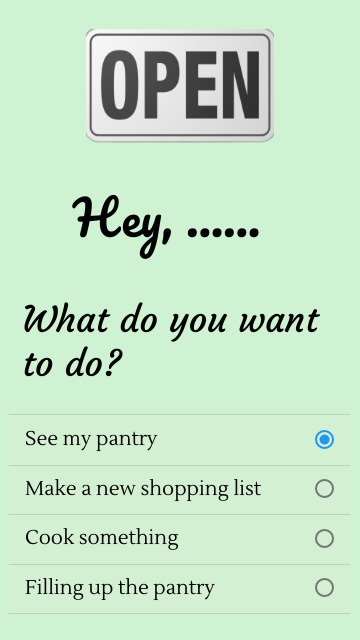 OPEN
Hey, ......
What do you want
to do?
See my pantry
Make a new shopping list
Cook something
Filling up the pantry